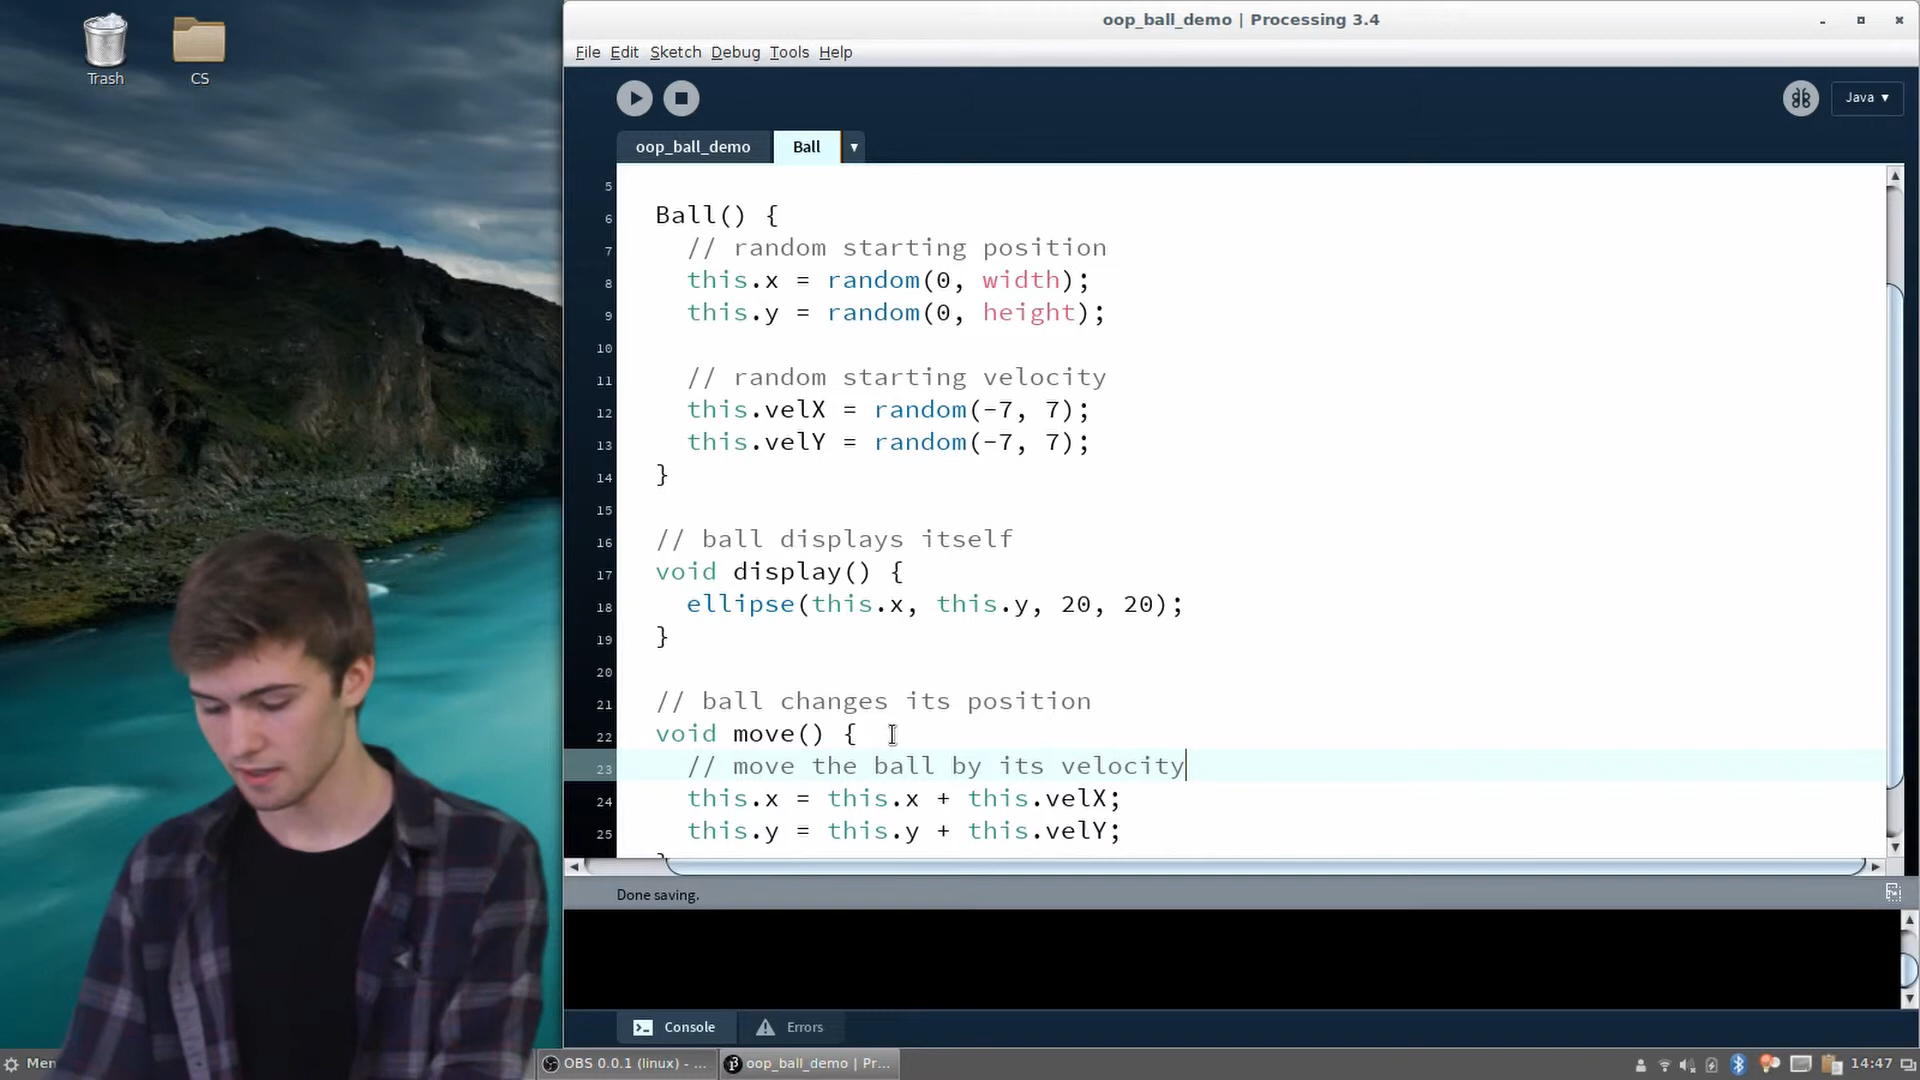 Trash
CS
oop_ball_demo | Processing 3.4
File Edit Sketch Debug Tools Help
Java
oop_ball_demo
Ball
5
6 Ball() {
7 // random starting position
8 this.x = random(0, width);
9 this.y = random(0, height);
10
11 // random starting velocity
12 this.velX = random(-7, 7);
13 this.velY = random(-7, 7);
14 }
15
16 // ball displays itself
17 void display() {
18 ellipse(this.x, this.y, 20, 20);
19 }
20
21 // ball changes its position
22 void move() {
23 // move the ball by its velocity
24 this.x = this.x + this.velX;
25 this.y = this.y + this.velY;
Done saving.
Console
Errors
Men
OBS 0.0.1 (linux) - ...
oop_ball_demo | Pr...
14:47